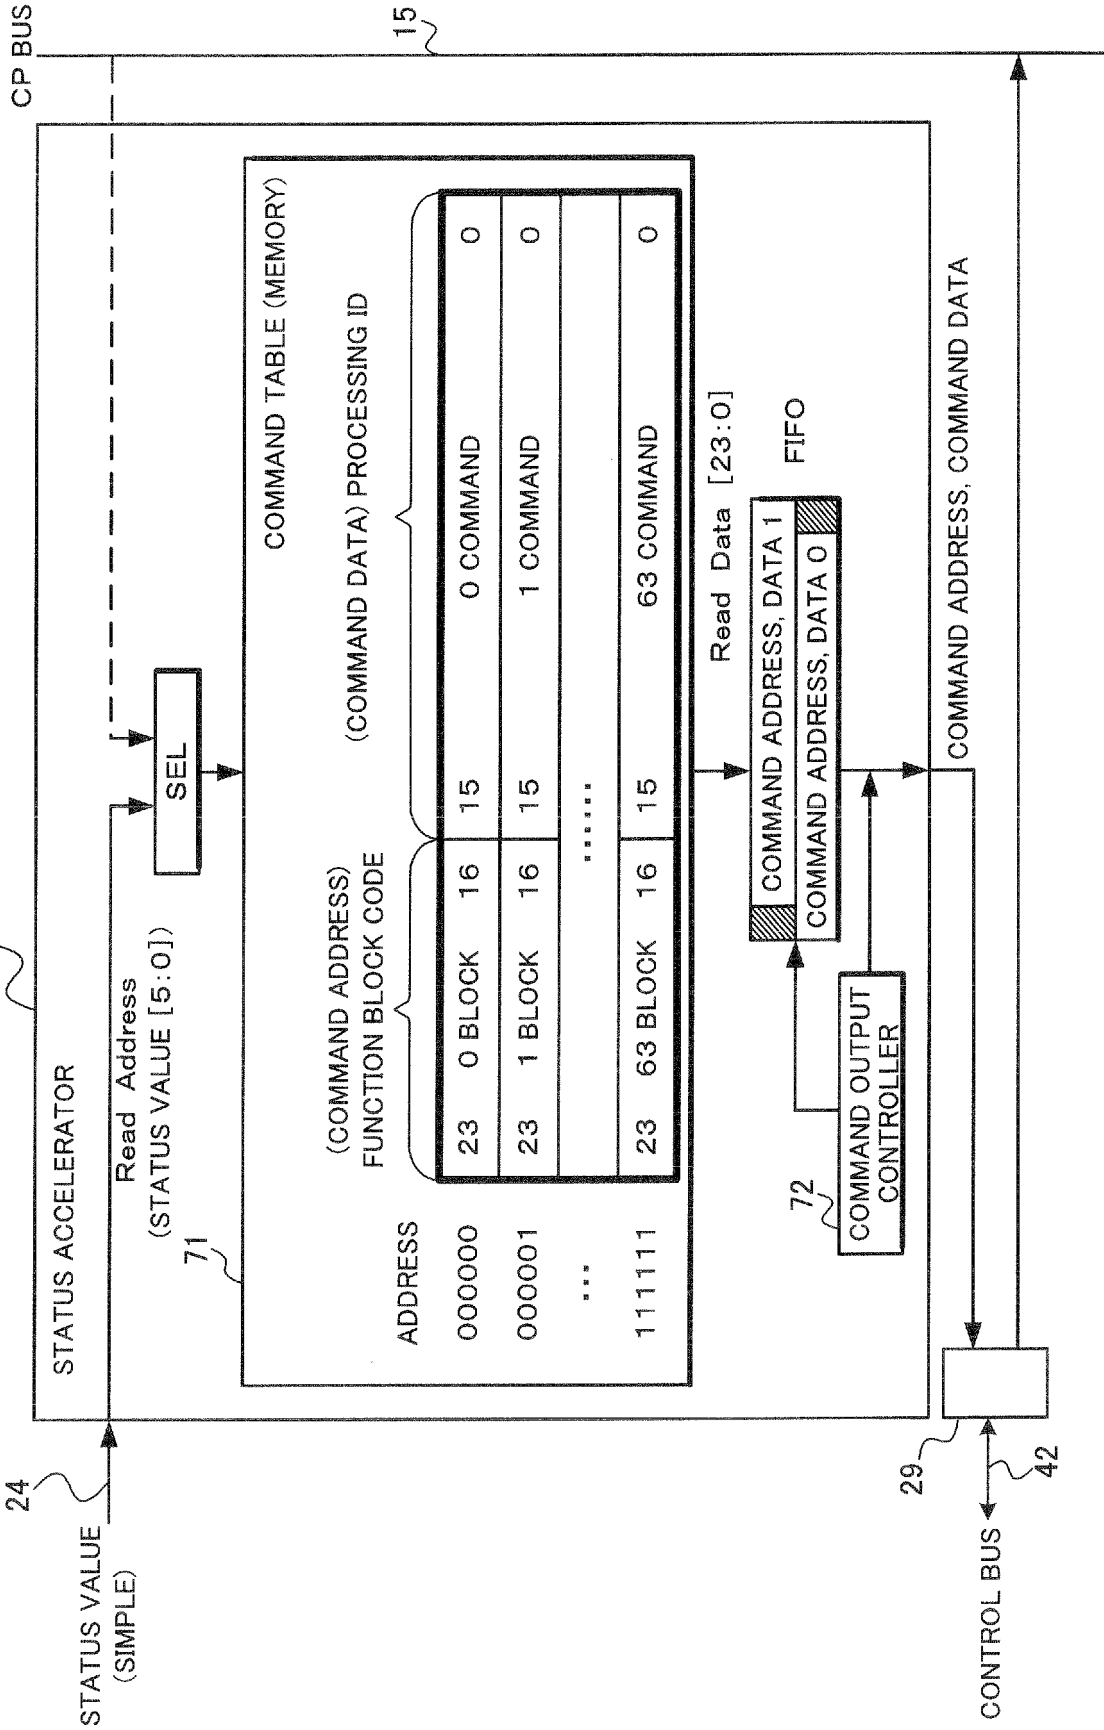 CP BUS
15
STATUS ACCELERATOR
24
STATUS VALUE
(SIMPLE)
Read Address
(STATUS VALUE [5:0])
SEL
71
COMMAND TABLE (MEMORY)
(COMMAND ADDRESS)
FUNCTION BLOCK CODE
(COMMAND DATA) PROCESSING ID
ADDRESS
000000 23 0 BLOCK 16 15 0 COMMAND 0
000001 23 1 BLOCK 16 15 1 COMMAND 0
... ......
111111 23 63 BLOCK 16 15 63 COMMAND 0
Read Data [23:0]
FIFO
COMMAND ADDRESS, DATA 1
COMMAND ADDRESS, DATA 0
72
COMMAND OUTPUT
CONTROLLER
COMMAND ADDRESS, COMMAND DATA
29
42
CONTROL BUS